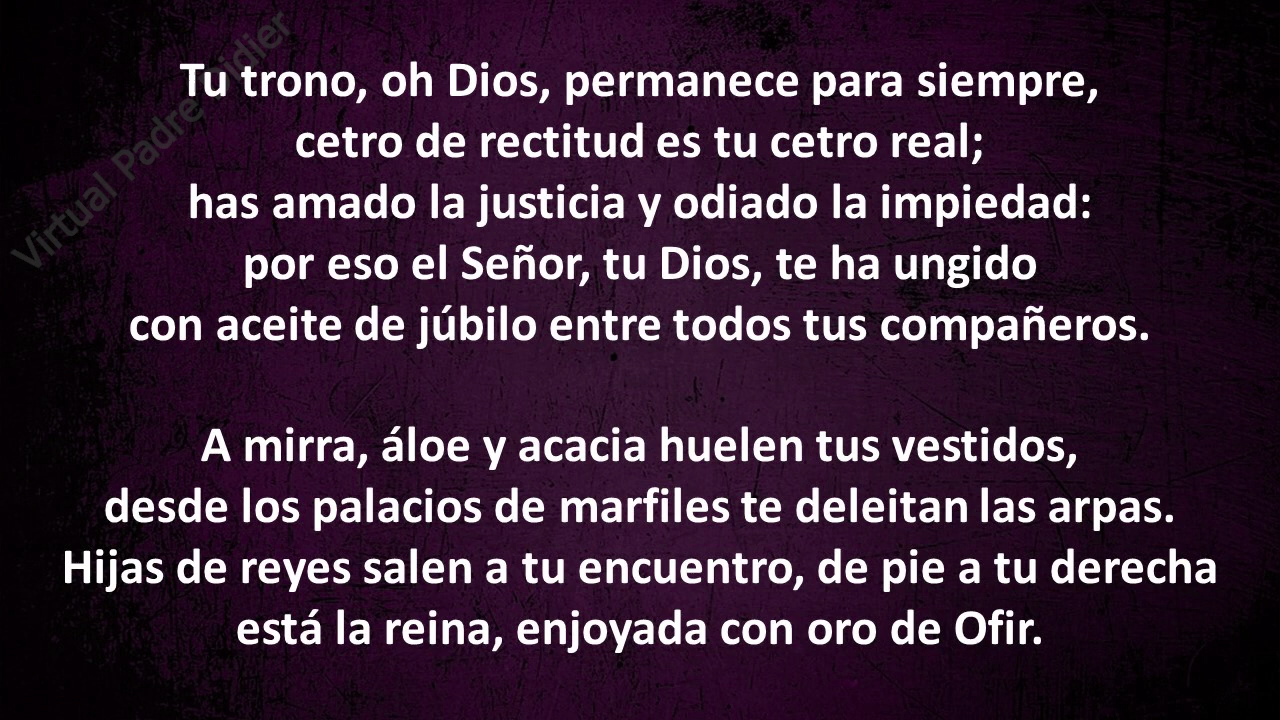 Tu trono, oh Dios, permanece para siempre,
cetro de rectitud es tu cetro real;
has amado la justicia y odiado la impiedad:
por eso el Señor, tu Dios, te ha ungido
con aceite de júbilo entre todos tus compañeros.
A mirra, áloe y acacia huelen tus vestidos,
desde los palacios de marfiles te deleitan las arpas.
Hijas de reyes salen a tu encuentro, de pie a tu derecha
está la reina, enjoyada con oro de Ofir.
Virtual Padre